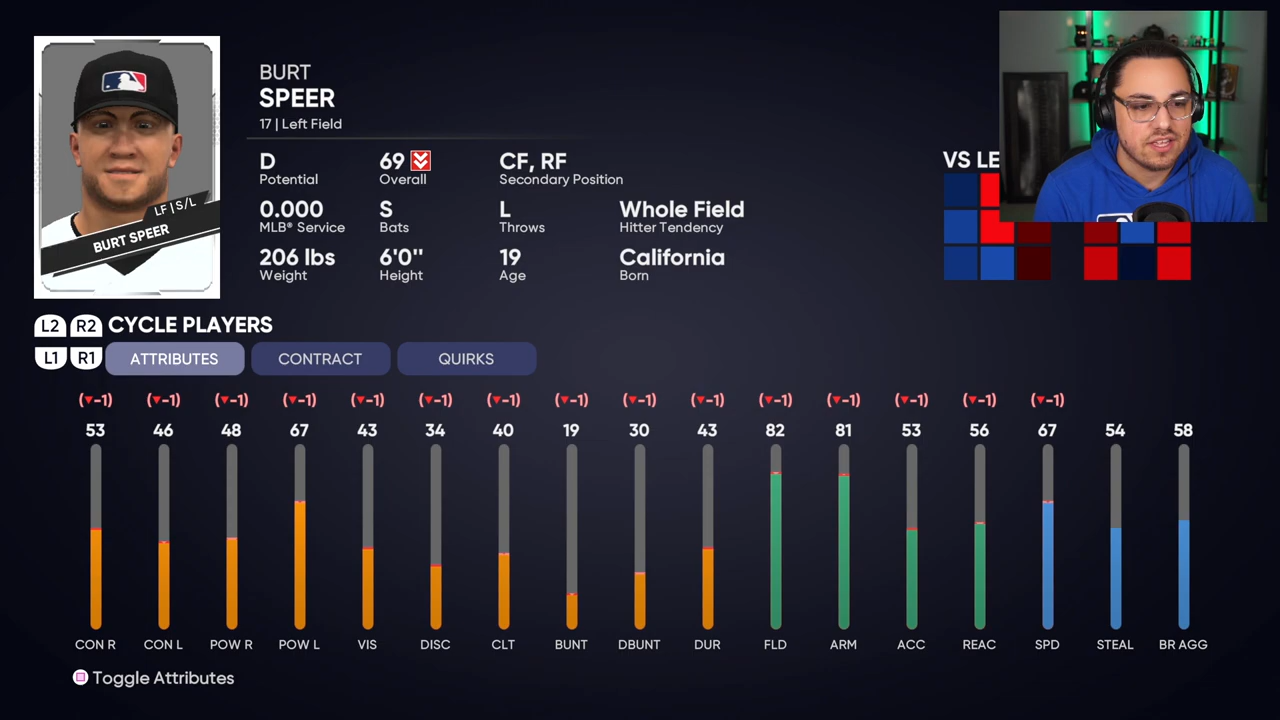 BURT
SPEER
17 | Left Field
D
Potential
69
Overall
CF, RF
Secondary Position
0.000
MLB® Service
S
Bats
L
Throws
Whole Field
Hitter Tendency
206 lbs
Weight
6'0''
Height
19
Age
California
Born
LF | S/L
BURT SPEER
VS LE
L2 R2 CYCLE PLAYERS
L1 R1 ATTRIBUTES CONTRACT QUIRKS
(▼-1) (▼-1) (▼-1) (▼-1) (▼-1) (▼-1) (▼-1) (▼-1) (▼-1) (▼-1) (▼-1) (▼-1) (▼-1) (▼-1) (▼-1)
53 46 48 67 43 34 40 19 30 43 82 81 53 56 67 54 58
CON R CON L POW R POW L VIS DISC CLT BUNT DBUNT DUR FLD ARM ACC REAC SPD STEAL BR AGG
Toggle Attributes